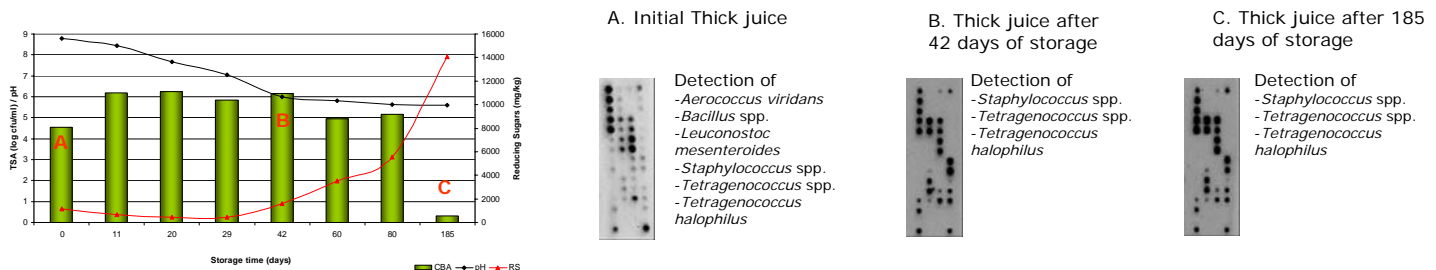 9
8
7
6
5
4
3
2
1
0
TSA (log cfu/ml) / pH
A
B
C
16000
14000
12000
10000
8000
6000
4000
2000
0
Reducing Sugars (mg/kg)
0 11 20 29 42 60 80 185
Storage time (days)
CBA pH RS
A. Initial Thick juice
Detection of
-Aerococcus viridans
-Bacillus spp.
-Leuconostoc
mesenteroides
-Staphylococcus spp.
-Tetragenococcus spp.
-Tetragenococcus
halophilus
B. Thick juice after
42 days of storage
Detection of
-Staphylococcus spp.
-Tetragenococcus spp.
-Tetragenococcus
halophilus
C. Thick juice after 185
days of storage
Detection of
-Staphylococcus spp.
-Tetragenococcus spp.
-Tetragenococcus
halophilus